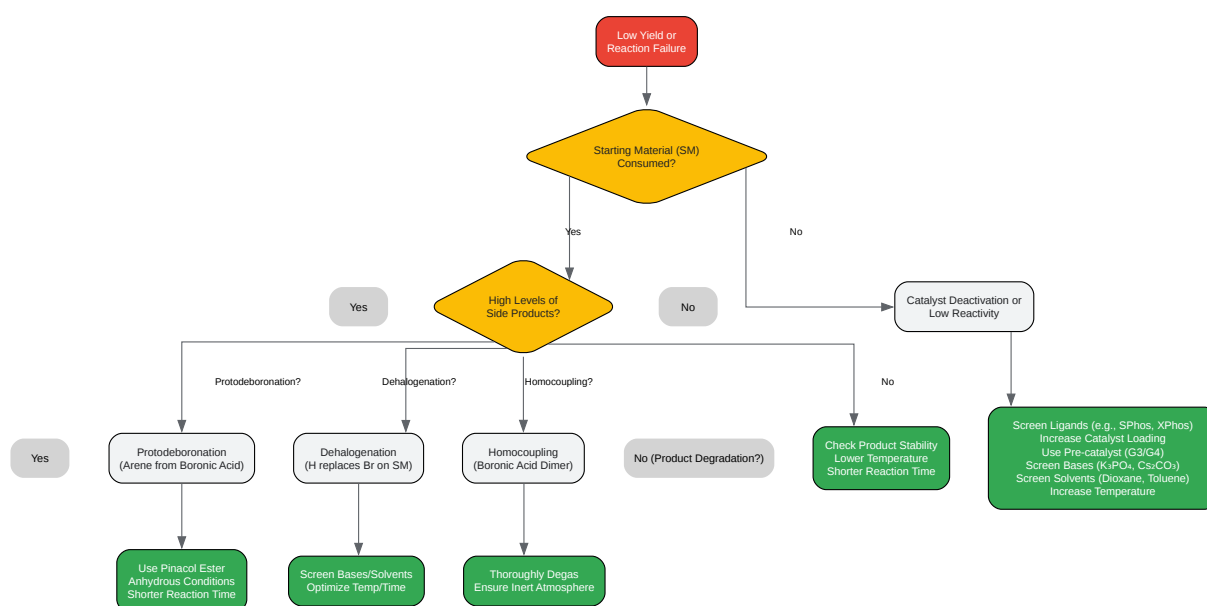 Low Yield or
Reaction Failure
Starting Material (SM)
Consumed?
Yes
No
Yes
High Levels of
Side Products?
No
Catalyst Deactivation or
Low Reactivity
Protodeboronation?
Dehalogenation?
Homocoupling?
No
Yes
Protodeboronation
(Arene from Boronic Acid)
Dehalogenation
(H replaces Br on SM)
Homocoupling
(Boronic Acid Dimer)
No (Product Degradation?)
Check Product Stability
Lower Temperature
Shorter Reaction Time
Screen Ligands (e.g., SPhos, XPhos)
Increase Catalyst Loading
Use Pre-catalyst (G3/G4)
Screen Bases (K₃PO₄, Cs₂CO₃)
Screen Solvents (Dioxane, Toluene)
Increase Temperature
Use Pinacol Ester
Anhydrous Conditions
Shorter Reaction Time
Screen Bases/Solvents
Optimize Temp/Time
Thoroughly Degas
Ensure Inert Atmosphere